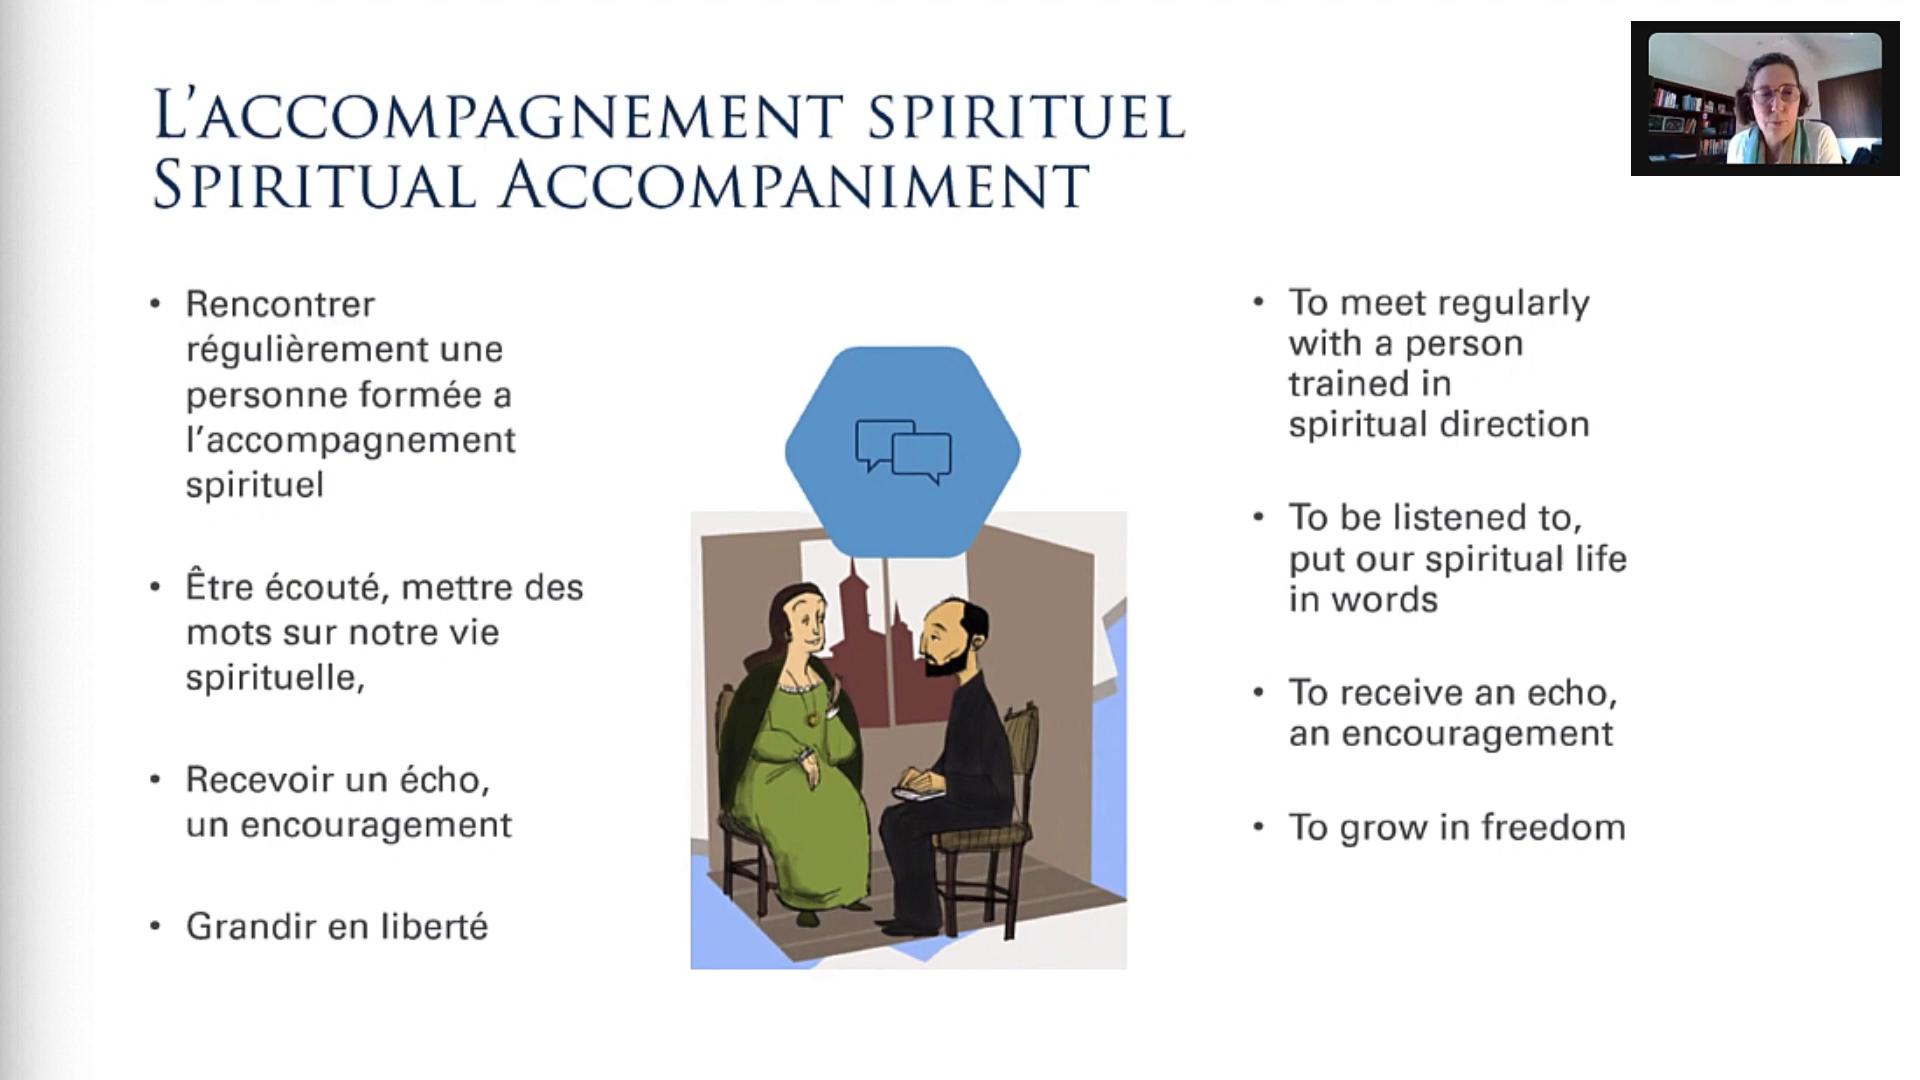 L’ACCOMPAGNEMENT SPIRITUEL
SPIRITUAL ACCOMPANIMENT
• Rencontrer
régulièrement une
personne formée a
l’accompagnement
spirituel
• Être écouté, mettre des
mots sur notre vie
spirituelle,
• Recevoir un écho,
un encouragement
• Grandir en liberté
• To meet regularly
with a person
trained in
spiritual direction
• To be listened to,
put our spiritual life
in words
• To receive an echo,
an encouragement
• To grow in freedom